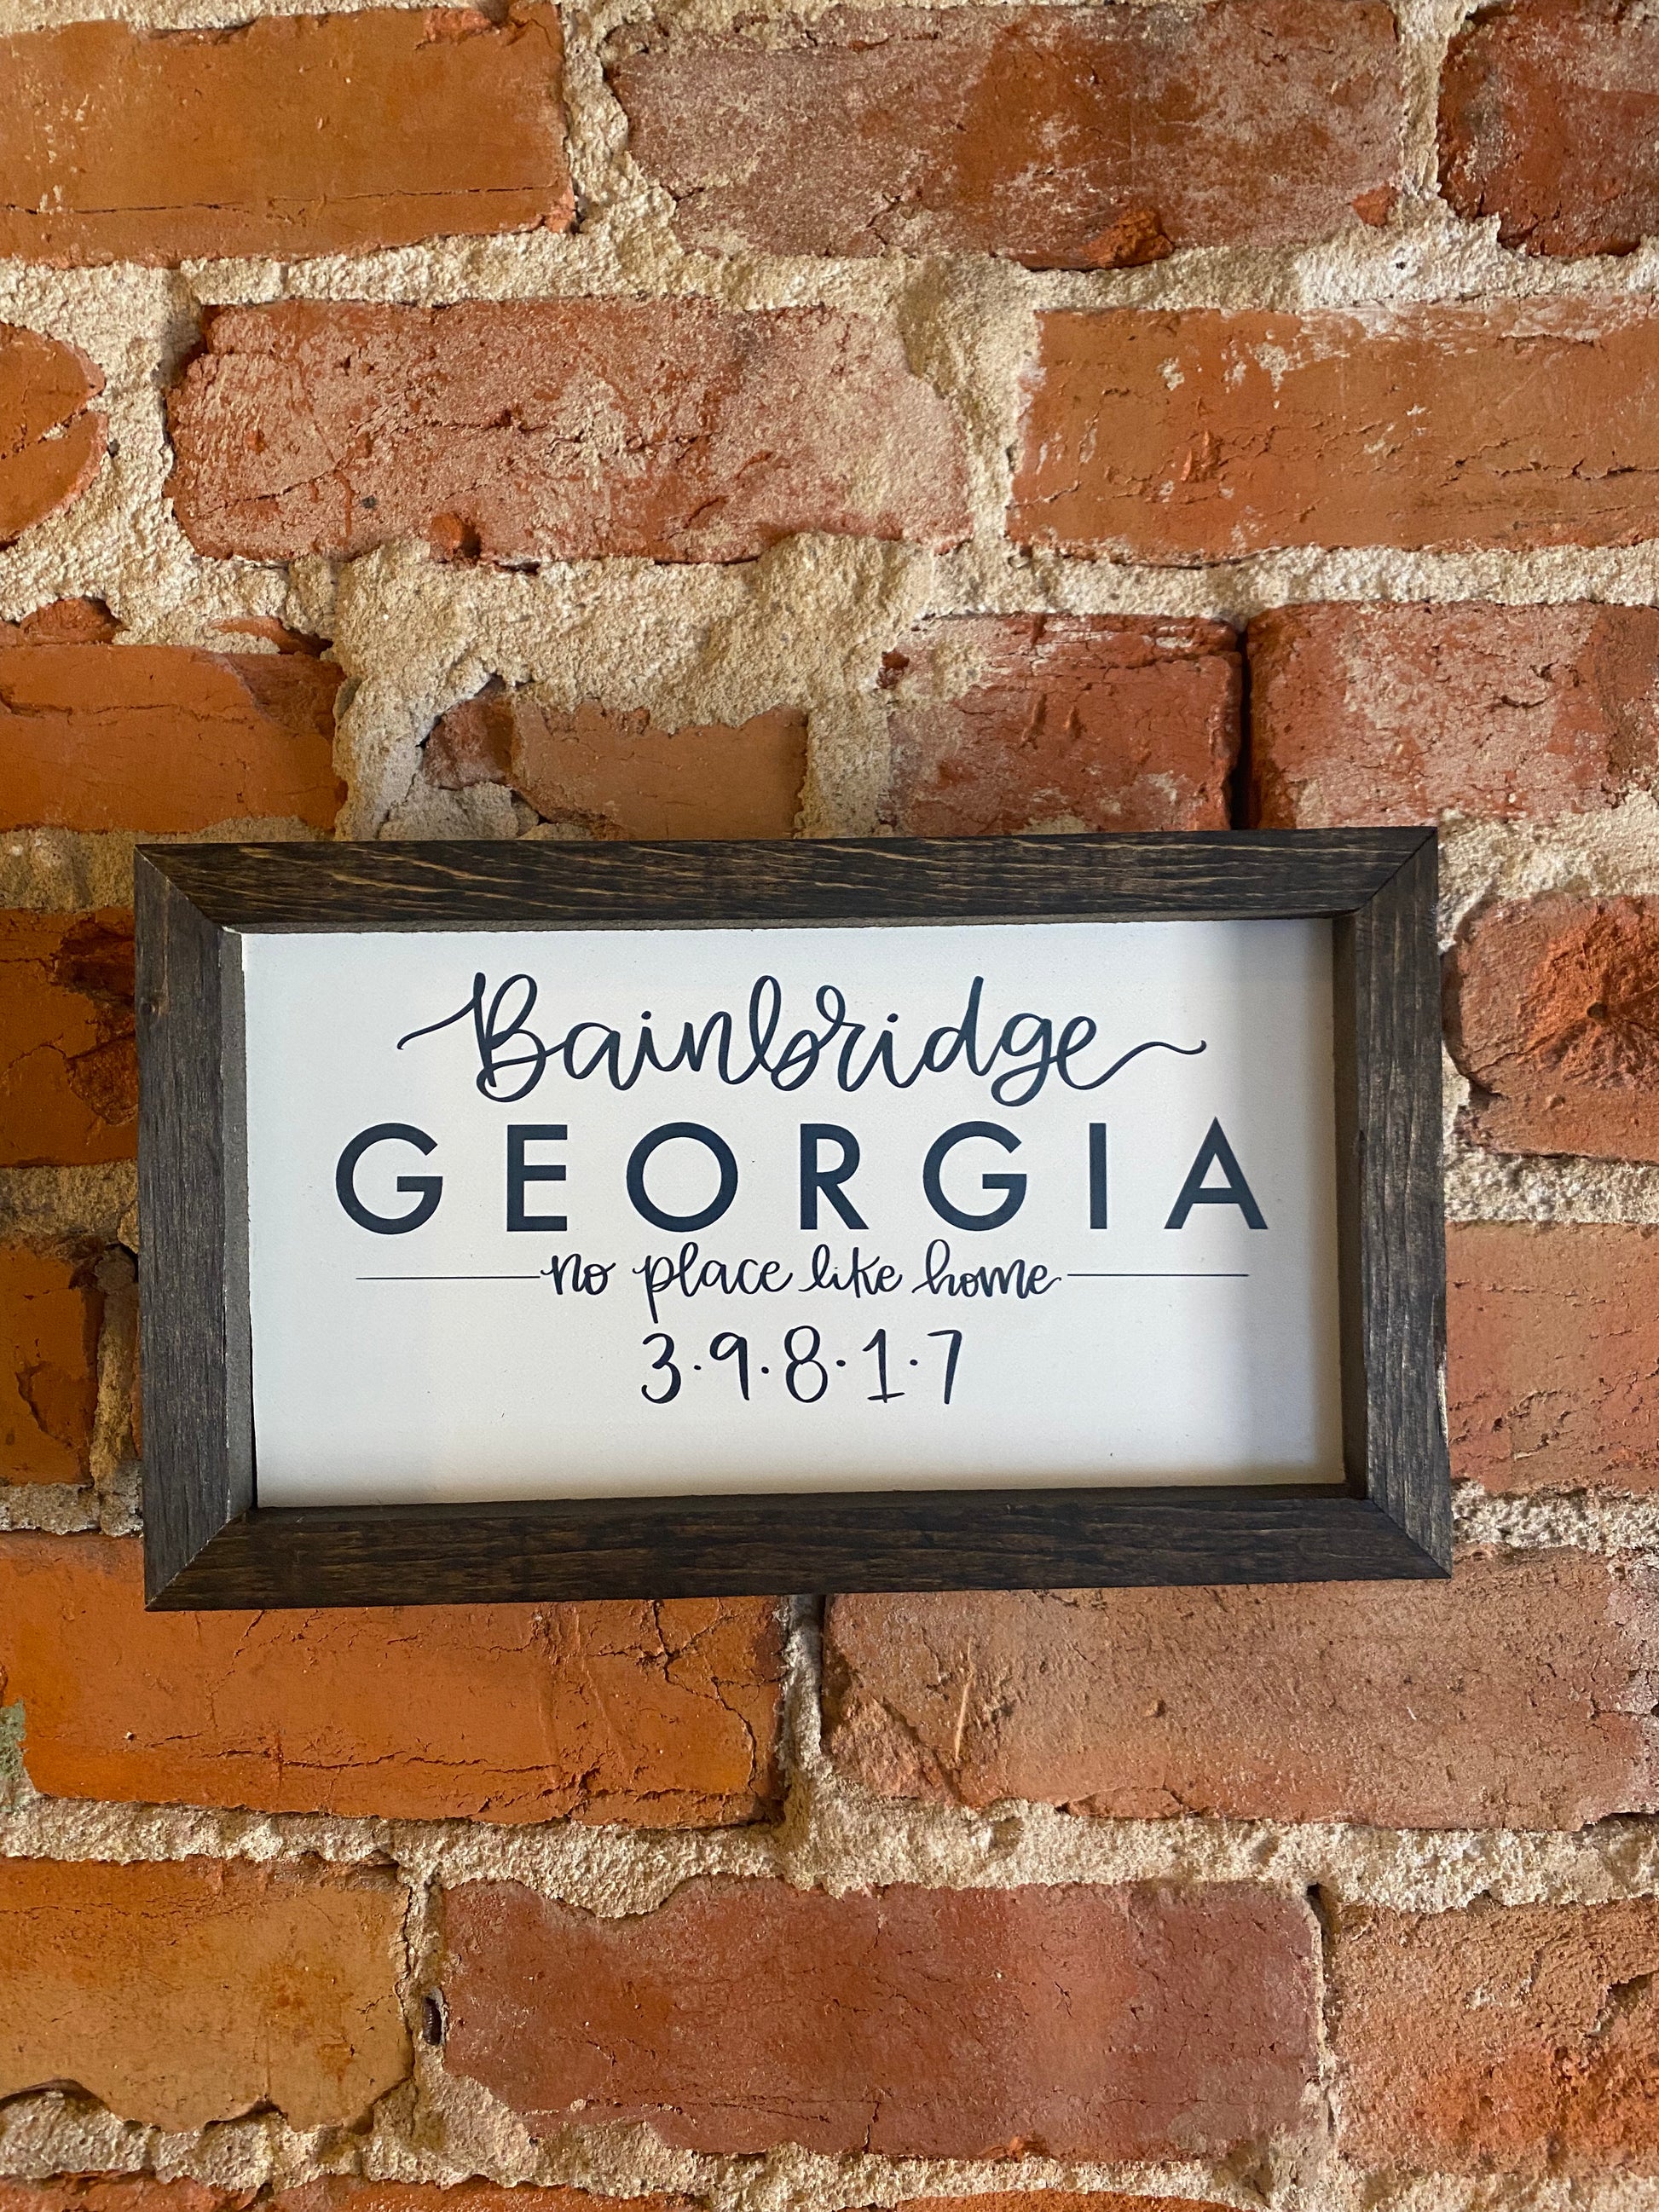 Bainbridge
GEORGIA
no place like home
3·9·8·1·7